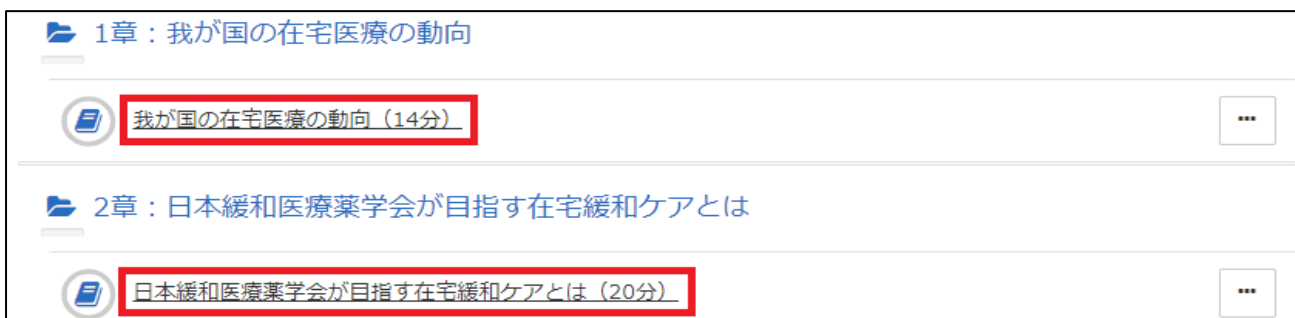 1章：我が国の在宅医療の動向
我が国の在宅医療の動向（14分）
2章：日本緩和医療薬学会が目指す在宅緩和ケアとは
日本緩和医療薬学会が目指す在宅緩和ケアとは（20分）